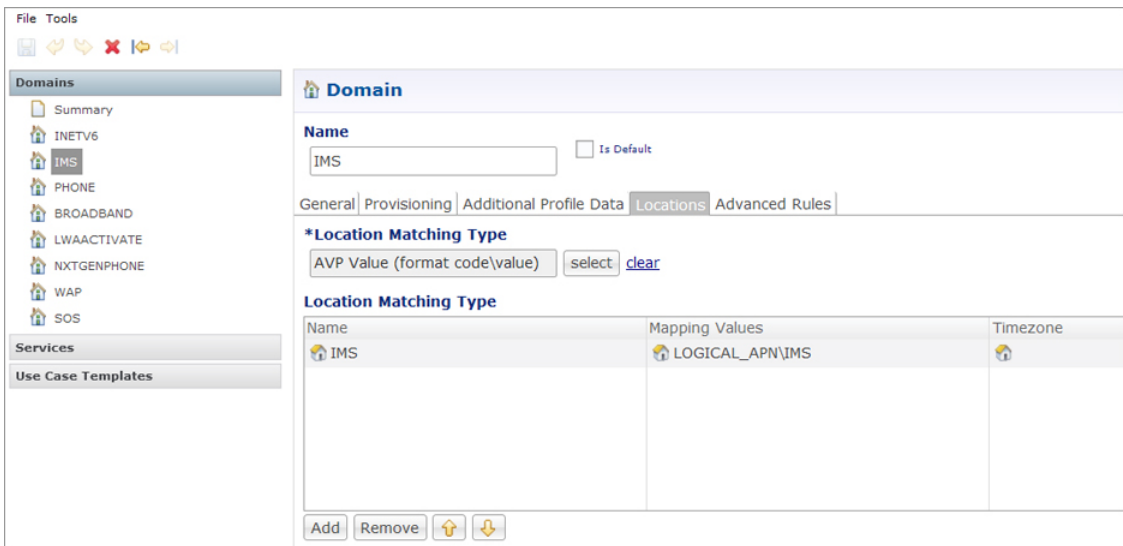 File Tools
Domains
Summary
INETV6
IMS
PHONE
BROADBAND
LWAACTIVATE
NXTGENPHONE
WAP
SOS
Services
Use Case Templates
Domain
Name
IMS
Is Default
General Provisioning Additional Profile Data Locations Advanced Rules
*Location Matching Type
AVP Value (format code\value) select clear
Location Matching Type
Name Mapping Values Timezone
IMS LOGICAL_APN\IMS
Add Remove